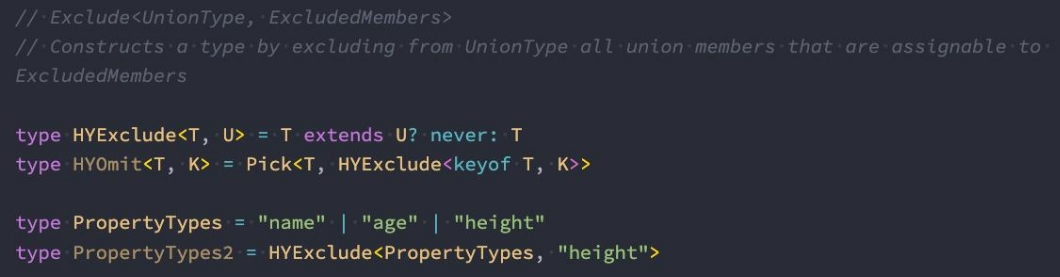 // Exclude<UnionType, ExcludedMembers>
// Constructs a type by excluding from UnionType all union members that are assignable to
ExcludedMembers
type HYExclude<T, U> = T extends U? never: T
type HYOmit<T, K> = Pick<T, HYExclude<keyof T, K>>
type PropertyTypes = "name" | "age" | "height"
type PropertyTypes2 = HYExclude<PropertyTypes, "height">